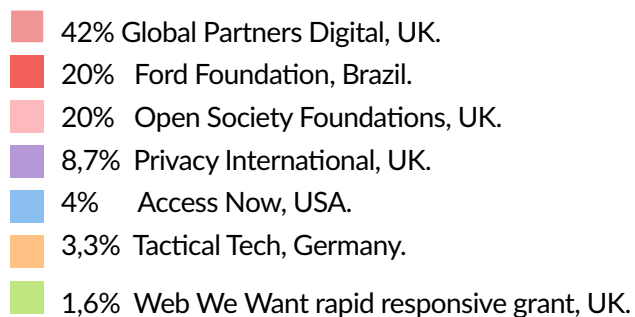 42% Global Partners Digital, UK.
20% Ford Foundation, Brazil.
20% Open Society Foundations, UK.
8,7% Privacy International, UK.
4% Access Now, USA.
3,3% Tactical Tech, Germany.
1,6% Web We Want rapid responsive grant, UK.